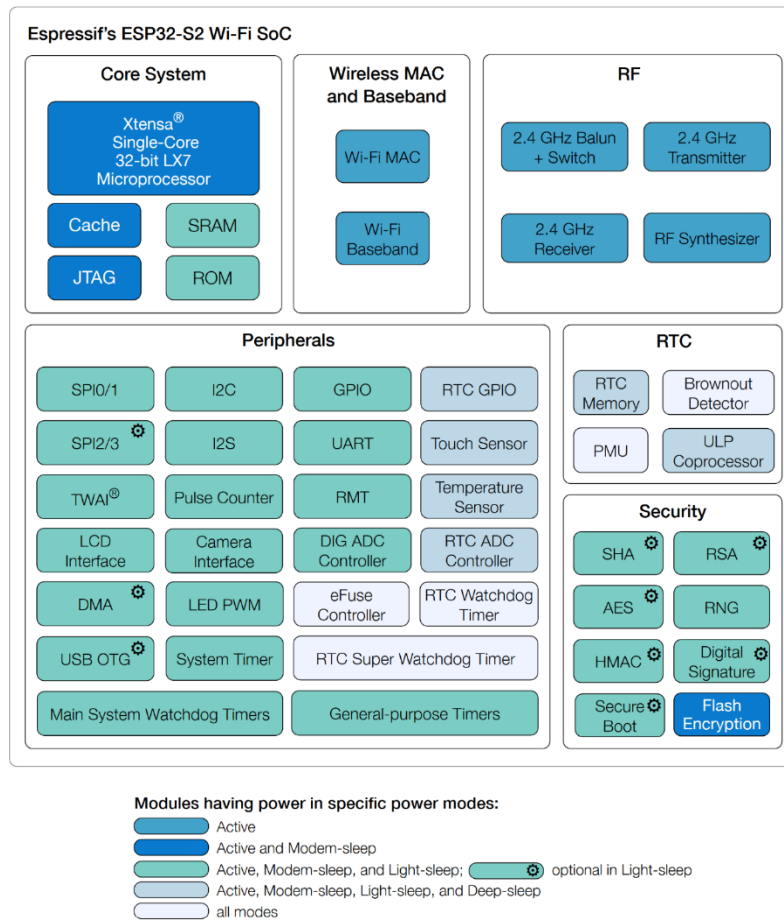 Espressif's ESP32-S2 Wi-Fi SoC
Core System
Xtensa®
Single-Core
32-bit LX7
Microprocessor
Cache
SRAM
JTAG
ROM
Wireless MAC
and Baseband
Wi-Fi MAC
Wi-Fi
Baseband
RF
2.4 GHz Balun
+ Switch
2.4 GHz
Transmitter
2.4 GHz
Receiver
RF Synthesizer
Peripherals
SPI0/1
I2C
GPIO
RTC GPIO
SPI2/3
I2S
UART
Touch Sensor
TWAI®
Pulse Counter
RMT
Temperature
Sensor
LCD
Interface
Camera
Interface
DIG ADC
Controller
RTC ADC
Controller
DMA
LED PWM
eFuse
Controller
RTC Watchdog
Timer
USB OTG
System Timer
RTC Super Watchdog Timer
Main System Watchdog Timers
General-purpose Timers
RTC
RTC
Memory
Brownout
Detector
PMU
ULP
Coprocessor
Security
SHA
RSA
AES
RNG
HMAC
Digital
Signature
Secure
Boot
Flash
Encryption
Modules having power in specific power modes:
Active
Active and Modem-sleep
Active, Modem-sleep, and Light-sleep; optional in Light-sleep
Active, Modem-sleep, Light-sleep, and Deep-sleep
all modes